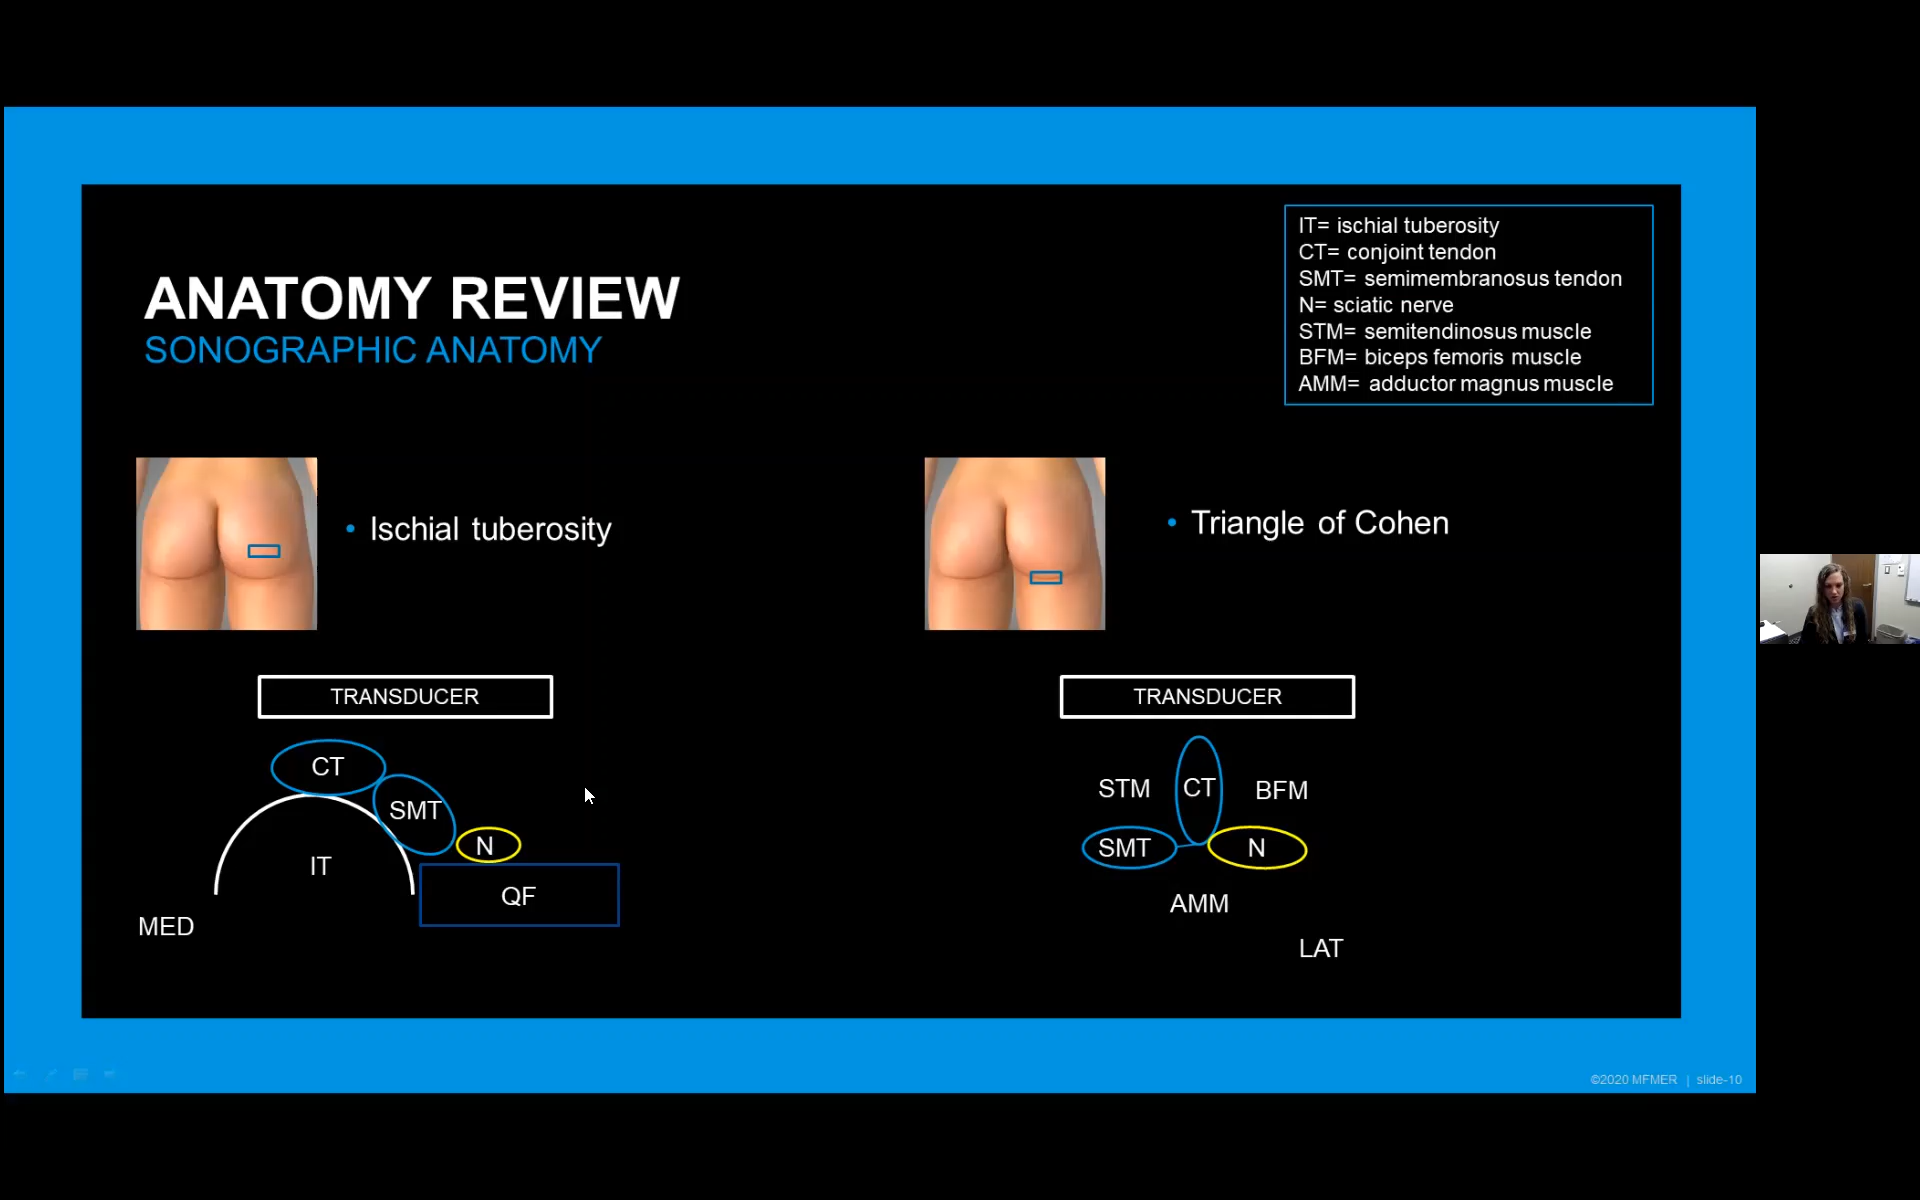 IT= ischial tuberosity
CT= conjoint tendon
SMT= semimembranosus tendon
N= sciatic nerve
STM= semitendinosus muscle
BFM= biceps femoris muscle
AMM= adductor magnus muscle
ANATOMY REVIEW
SONOGRAPHIC ANATOMY
• Ischial tuberosity
• Triangle of Cohen
TRANSDUCER
CT
SMT
N
IT
QF
MED
TRANSDUCER
STM
CT
BFM
SMT
N
AMM
LAT
©2020 MFMER | slide-10